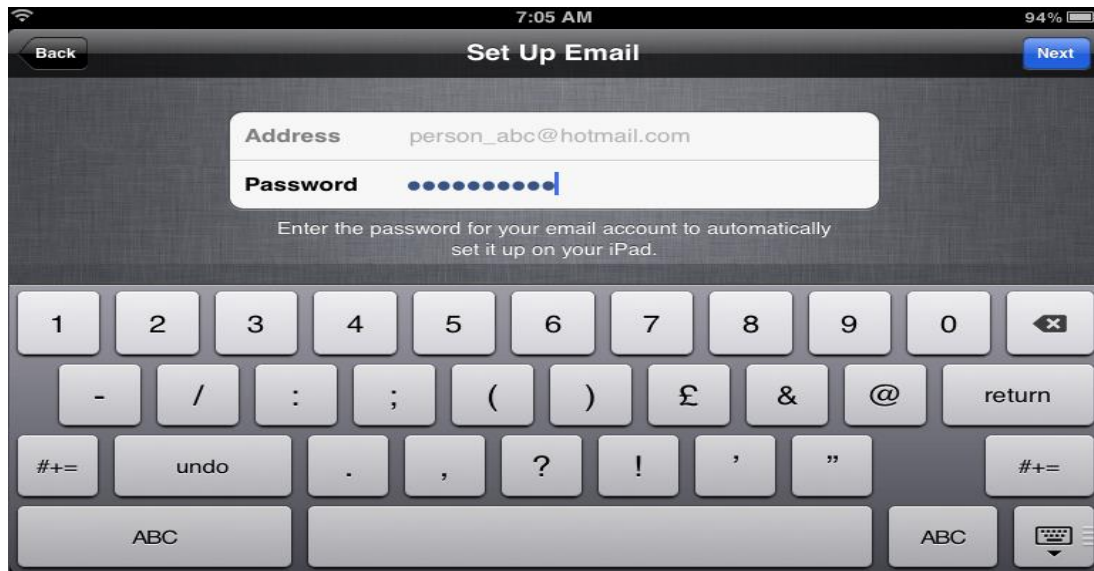 7:05 AM 94%
Back Set Up Email Next
Address person_abc@hotmail.com
Password ••••••••••
Enter the password for your email account to automatically
set it up on your iPad.
1 2 3 4 5 6 7 8 9 0
- / : ; ( ) £ & @ return
#+= undo . , ? ! ’ ” #+=
ABC ABC